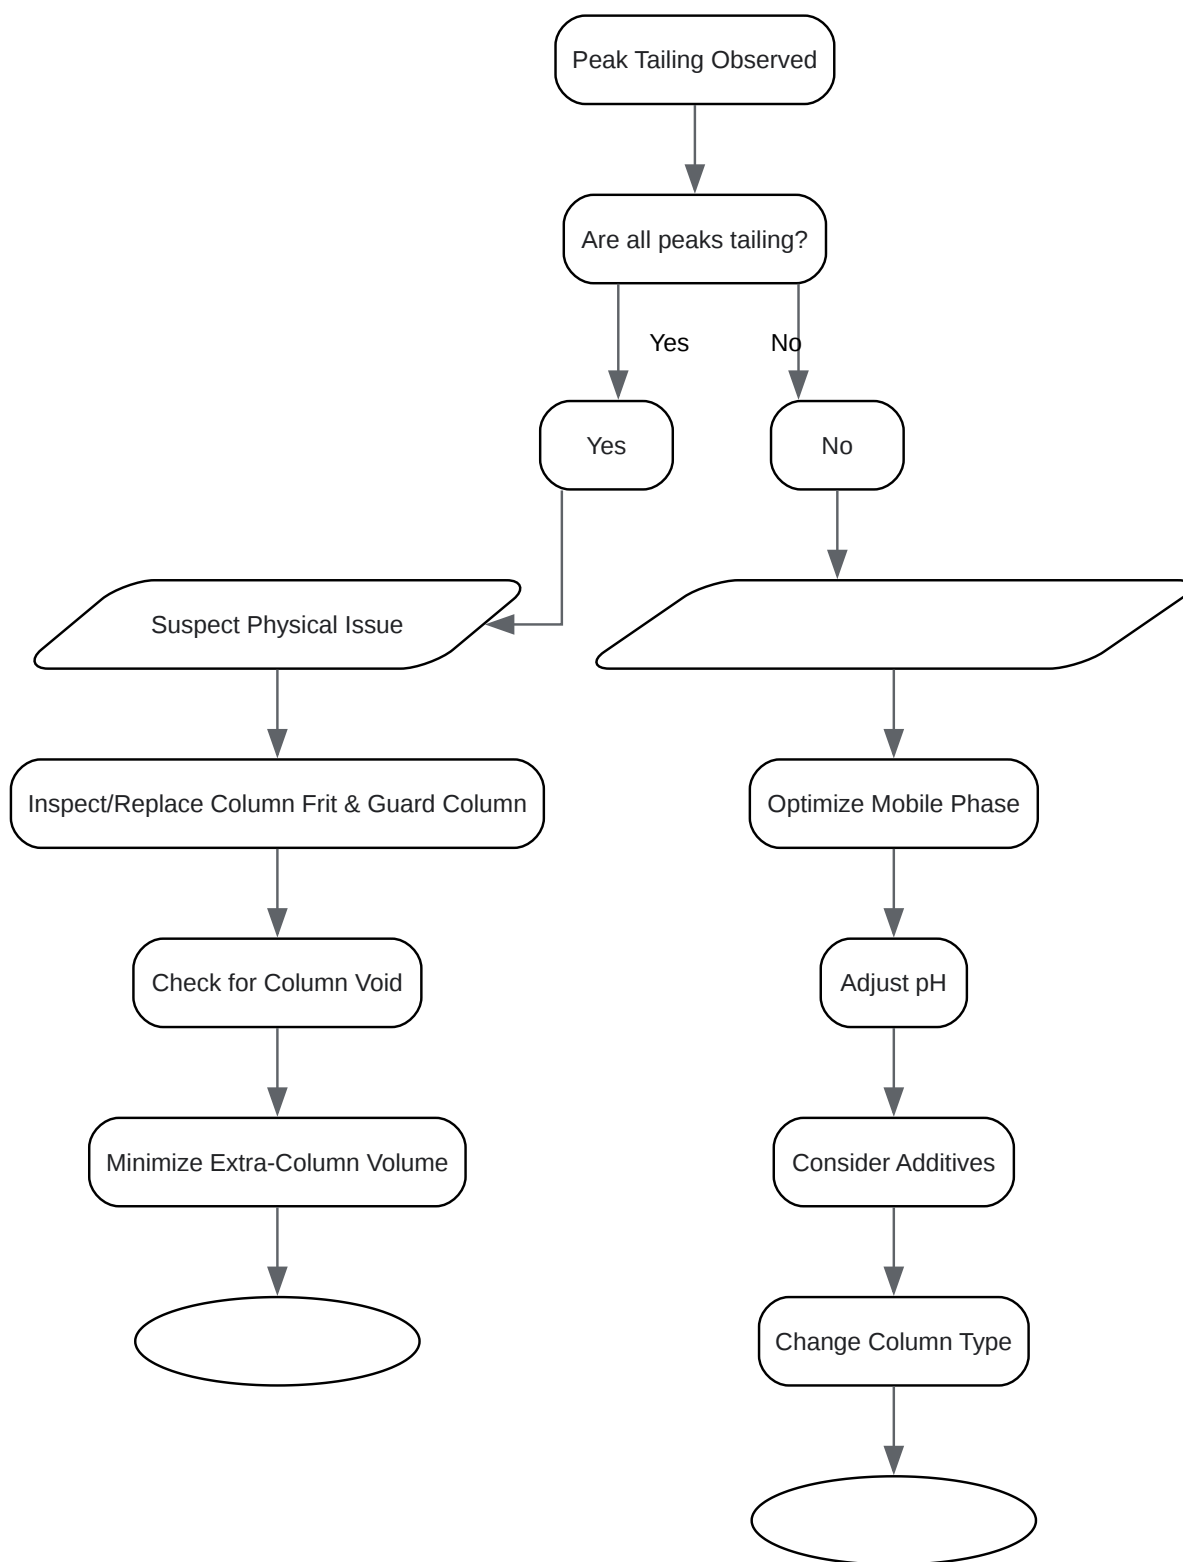 Peak Tailing Observed
Are all peaks tailing?
Yes
No
Yes
No
Suspect Physical Issue
Inspect/Replace Column Frit & Guard Column
Optimize Mobile Phase
Check for Column Void
Adjust pH
Minimize Extra-Column Volume
Consider Additives
Change Column Type